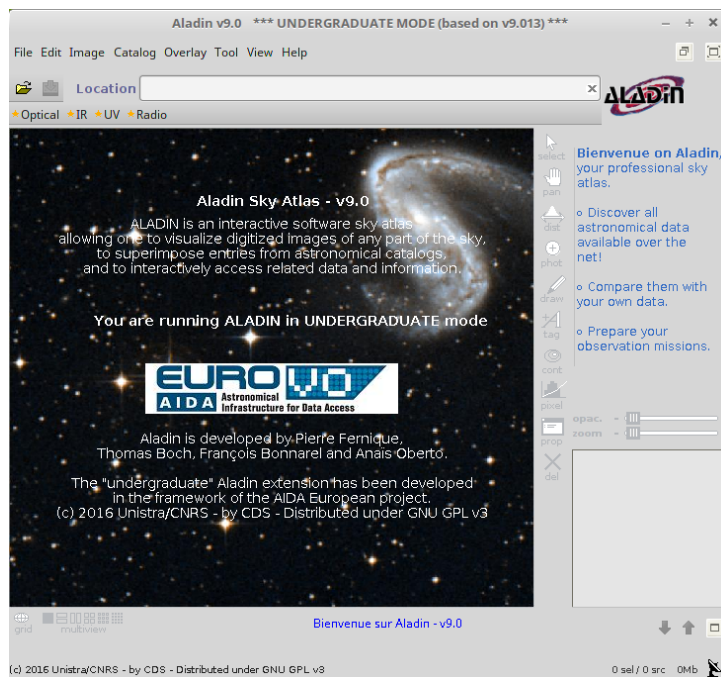 Aladin v9.0 *** UNDERGRADUATE MODE (based on v9.013) ***
File Edit Image Catalog Overlay Tool View Help
Location
ALADIN
Optical IR UV Radio
Aladin Sky Atlas - v9.0
ALADIN is an interactive software sky atlas
allowing one to visualize digitized images of any part of the sky,
to superimpose entries from astronomical catalogs,
and to interactively access related data and information.
You are running ALADIN in UNDERGRADUATE mode
EURO VO
AIDA Astronomical
Infrastructure for Data Access
Aladin is developed by Pierre Fernique,
Thomas Boch, François Bonnarel and Anaïs Oberto.
The "undergraduate" Aladin extension has been developed
in the framework of the AIDA European project.
(c) 2016 Unistra/CNRS - by CDS - Distributed under GNU GPL v3
select
pan
dist
phot
draw
tag
cont
pixel
prop
del
Bienvenue on Aladin,
your professional sky
atlas.
° Discover all
astronomical data
available over the
net!
° Compare them with
your own data.
° Prepare your
observation missions.
opac.
zoom
grid
multiview
Bienvenue sur Aladin - v9.0
(c) 2016 Unistra/CNRS - by CDS - Distributed under GNU GPL v3
0 sel / 0 src 0Mb